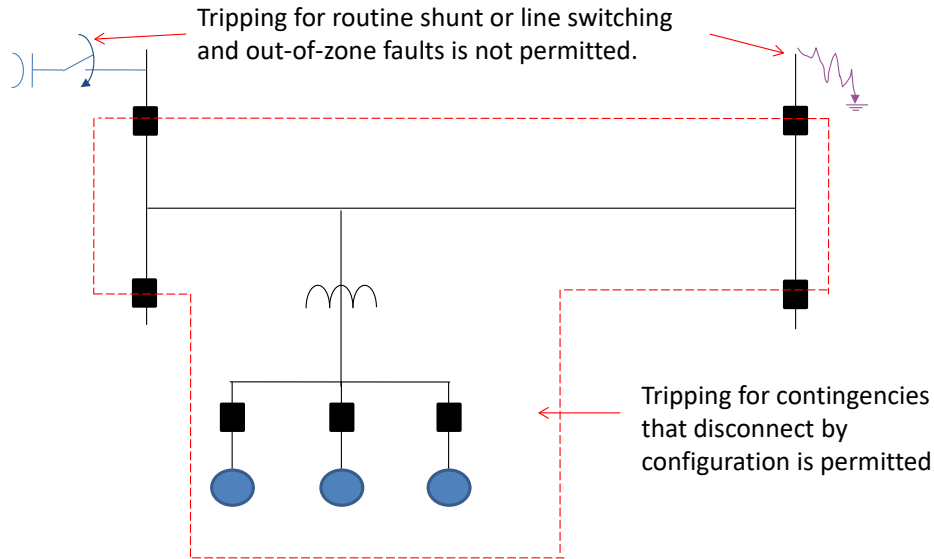 Tripping for routine shunt or line switching
and out-of-zone faults is not permitted.
Tripping for contingencies
that disconnect by
configuration is permitted